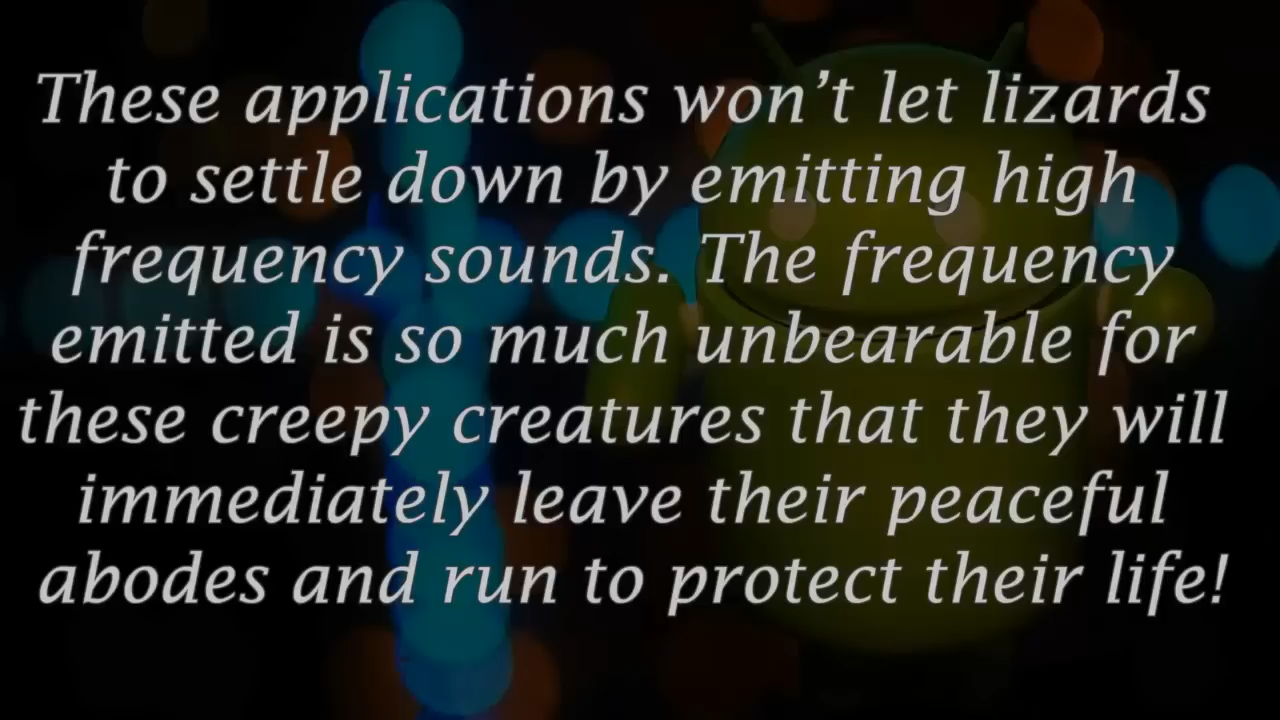 These applications won’t let lizards
to settle down by emitting high
frequency sounds. The frequency
emitted is so much unbearable for
these creepy creatures that they will
immediately leave their peaceful
abodes and run to protect their life!